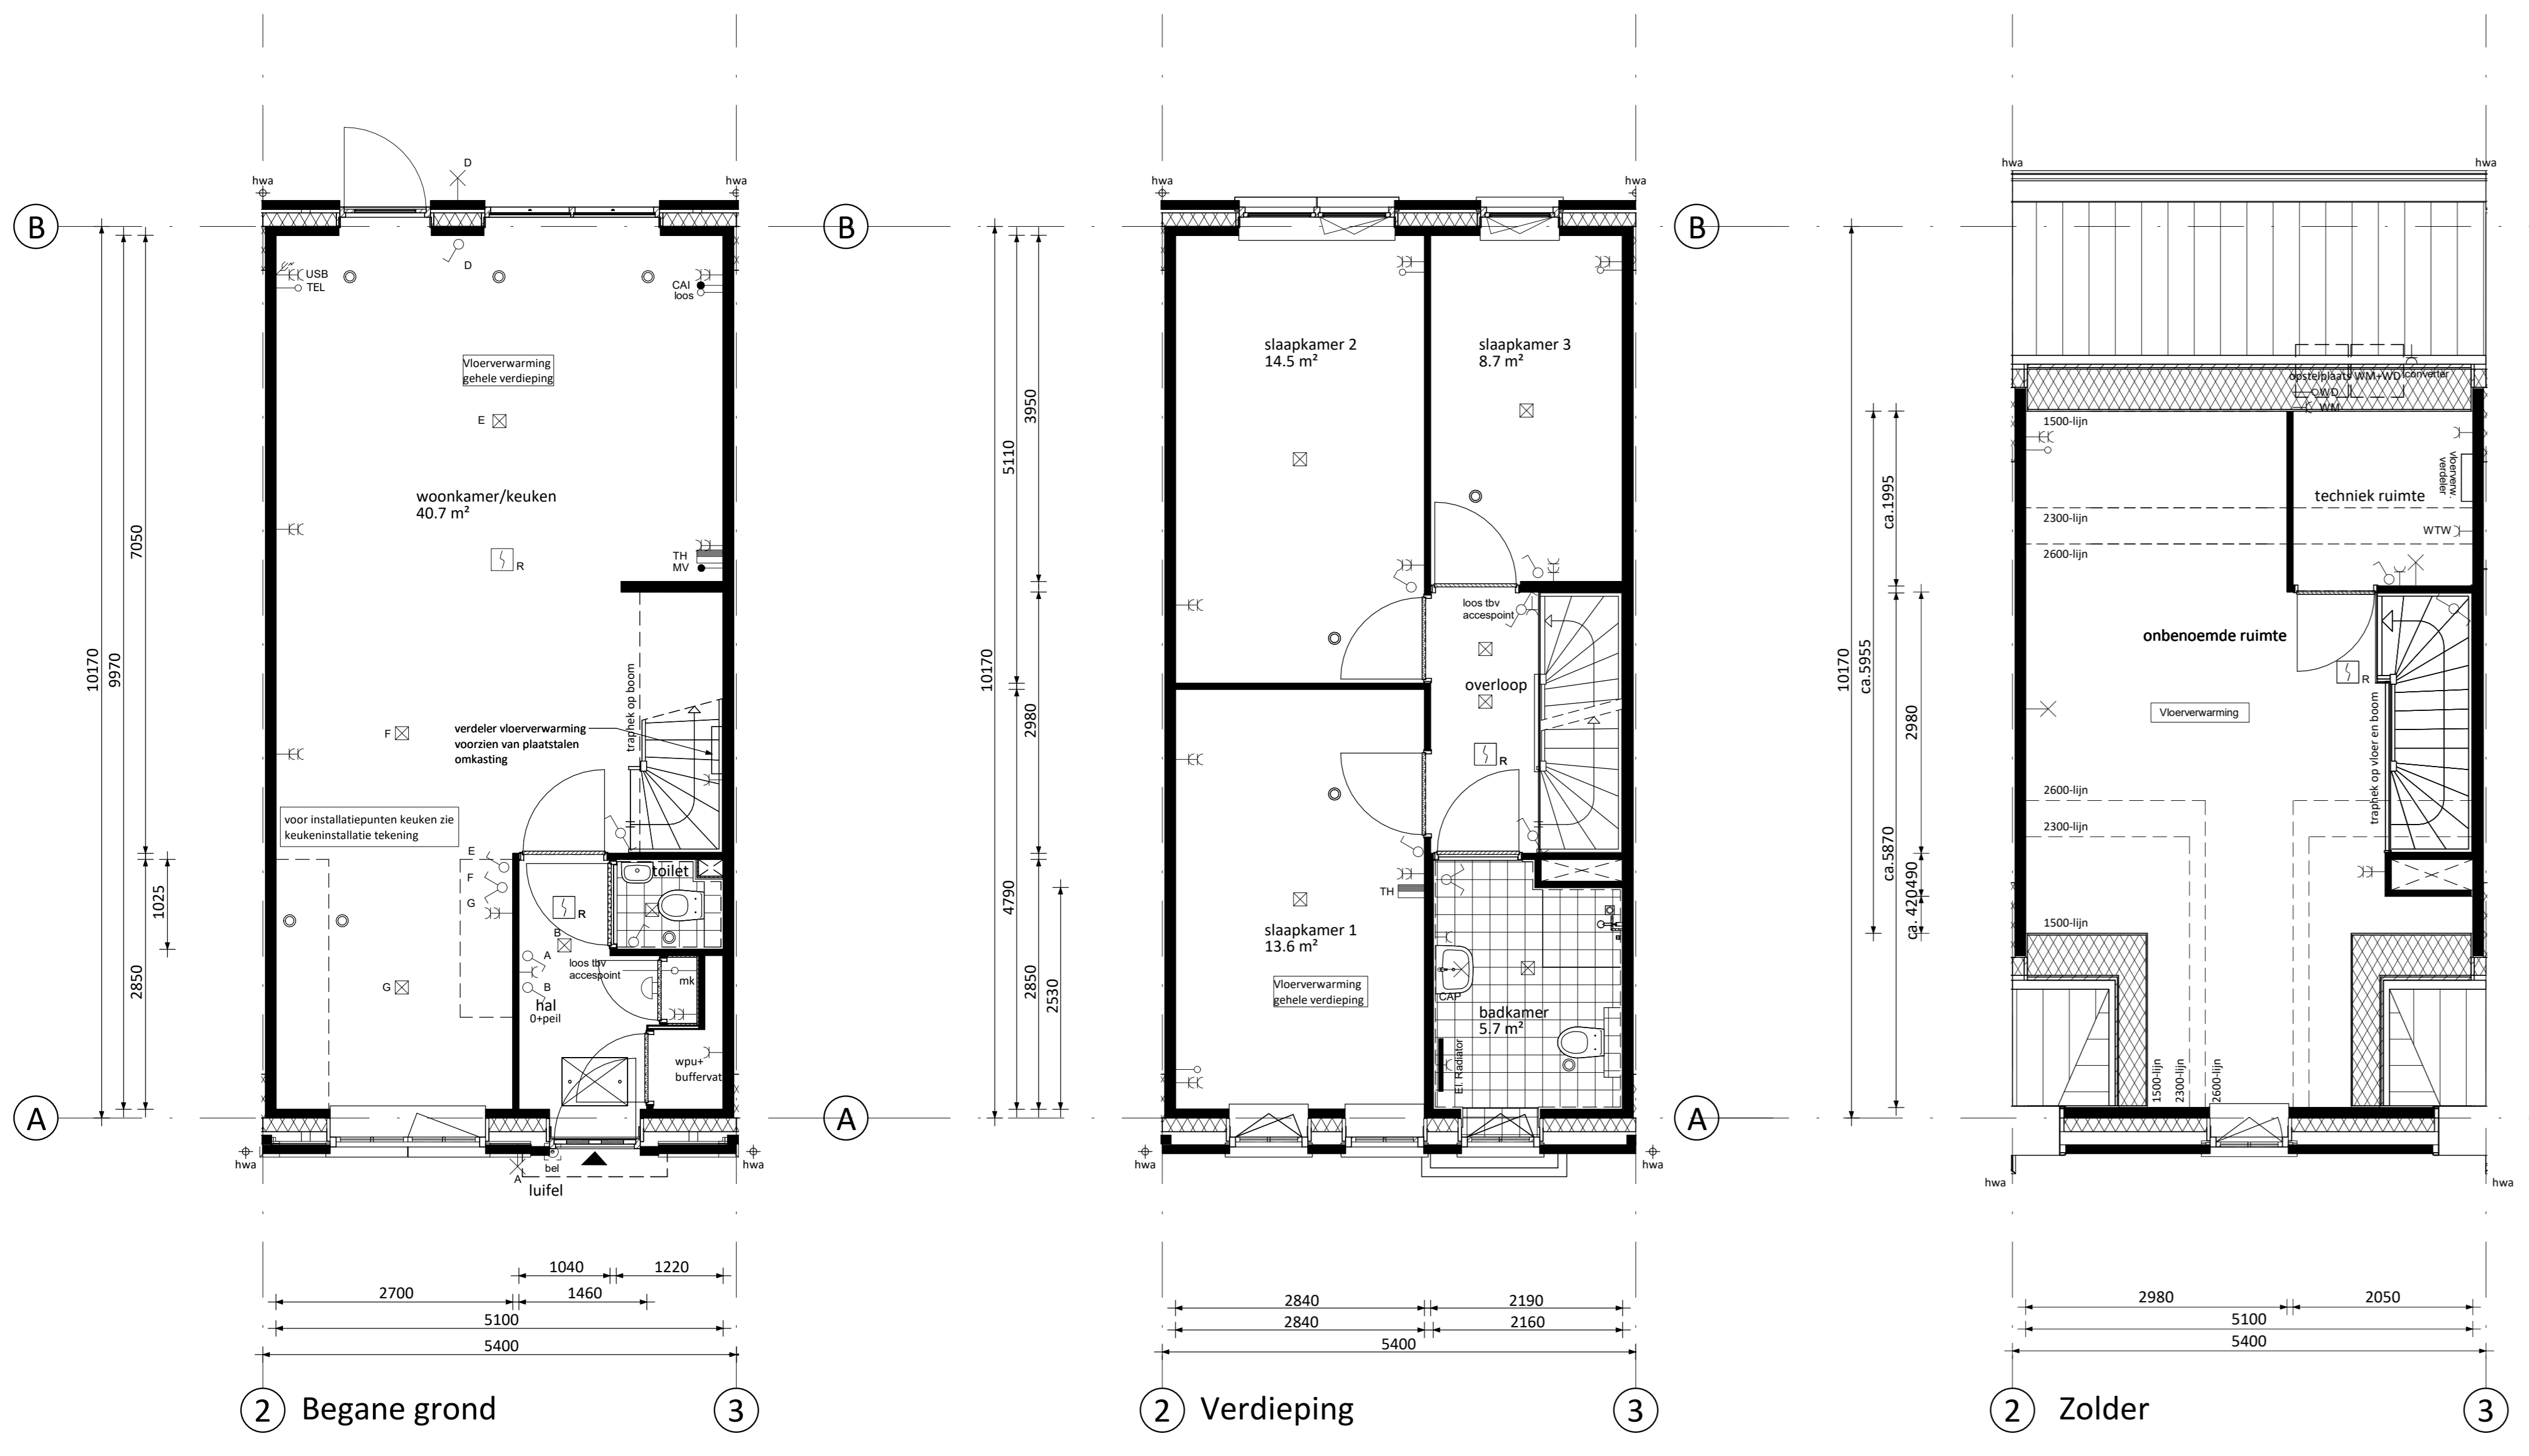 hwa
hwa
D
B
USB
TEL
D
CAI
loos
Vloerverwarming
gehele verdieping
E
woonkamer/keuken
40.7 m²
R
TH
MV
traphek op boom
F
verdeler vloerverwarming
voorzien van plaatstalen
omkasting
voor installatiepunten keuken zie
keukeninstallatie tekening
E
F
G
toilet
R
B
A
loos tbv
accespoint
B
mk
hal
0+peil
G
wpu+
buffervat
A
hwa
bel
A
luifel
hwa
10170
9970
7050
2850
1025
1040
1220
2700
1460
5100
5400
2
Begane grond
3
hwa
hwa
B
slaapkamer 2
14.5 m²
slaapkamer 3
8.7 m²
loos tbv
accespoint
overloop
R
TH
slaapkamer 1
13.6 m²
Vloerverwarming
gehele verdieping
CAP
badkamer
5.7 m²
El. Radiator
A
hwa
hwa
10170
5110
4790
3950
2980
2850
2530
2840
2190
2840
2160
5400
2
Verdieping
3
hwa
hwa
B
opstelplaats WM+WD
converter
WD
WM
1500-lijn
vloerverw.
verdeler
techniek ruimte
2300-lijn
WTW
2600-lijn
onbenoemde ruimte
R
Vloerverwarming
traphek op vloer en boom
2600-lijn
2300-lijn
1500-lijn
1500-lijn
2300-lijn
2600-lijn
A
hwa
hwa
10170
ca.5955
ca.1995
ca.5870
2980
490
ca. 420
2980
2050
5100
5400
2
Zolder
3